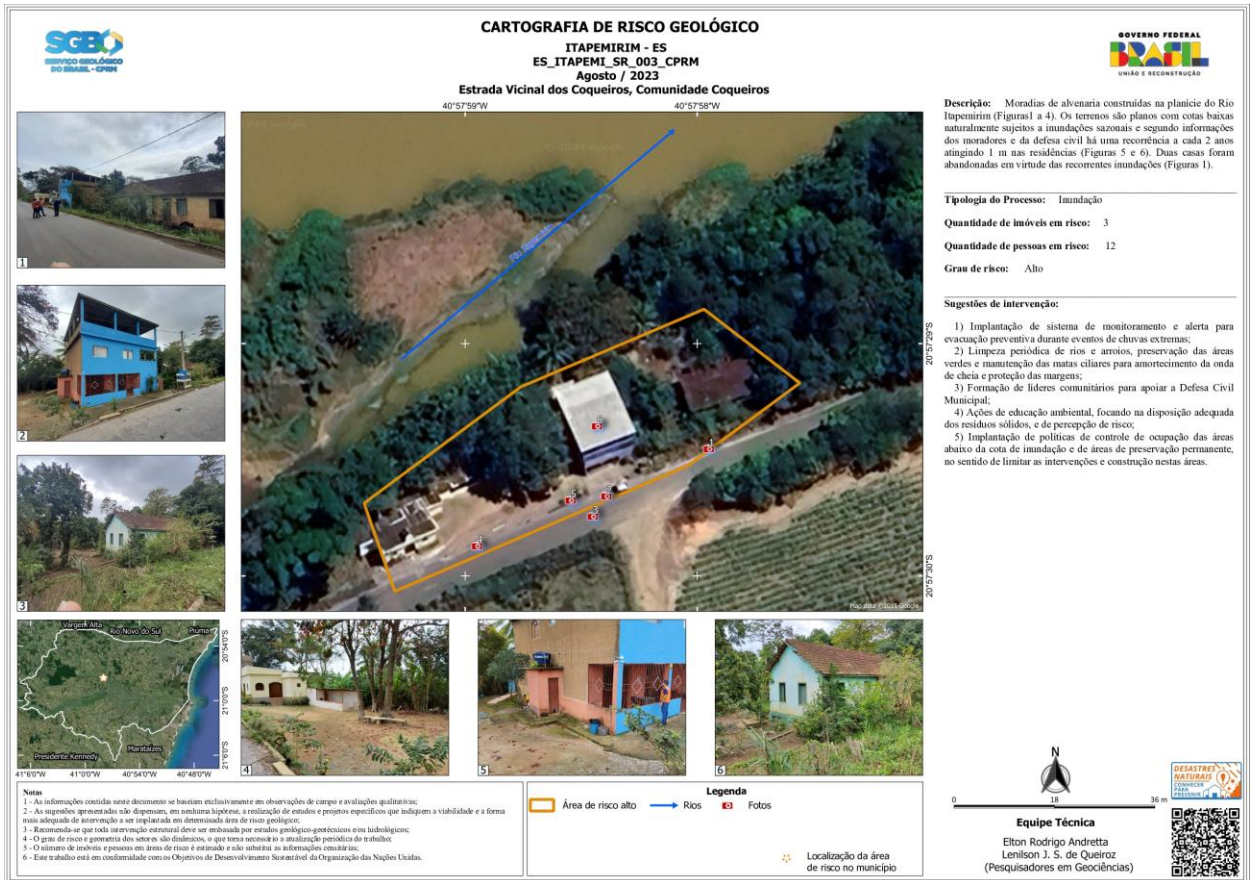 SGB
SERVIÇO GEOLÓGICO
DO BRASIL - CPRM
CARTOGRAFIA DE RISCO GEOLÓGICO
ITAPEMIRIM - ES
ES_ITAPEMI_SR_003_CPRM
Agosto / 2023
Estrada Vicinal dos Coqueiros, Comunidade Coqueiros
GOVERNO FEDERAL
BRASIL
UNIÃO E RECONSTRUÇÃO
40°57'59"W
40°57'58"W
20°57'29"S
20°57'30"S
Rio Itapemirim
1
2
3
4
5
6
1
2
3
4
5
6
Descrição: Moradias de alvenaria construídas na planície do Rio
Itapemirim (Figuras1 a 4). Os terrenos são planos com cotas baixas
naturalmente sujeitos a inundações sazonais e segundo informações
dos moradores e da defesa civil há uma recorrência a cada 2 anos
atingindo 1 m nas residências (Figuras 5 e 6). Duas casas foram
abandonadas em virtude das recorrentes inundações (Figuras 1).
Tipologia do Processo: Inundação
Quantidade de imóveis em risco: 3
Quantidade de pessoas em risco: 12
Grau de risco: Alto
Sugestões de intervenção:
1) Implantação de sistema de monitoramento e alerta para
evacuação preventiva durante eventos de chuvas extremas;
2) Limpeza periódica de rios e arroios, preservação das áreas
verdes e manutenção das matas ciliares para amortecimento da onda
de cheia e proteção das margens;
3) Formação de líderes comunitários para apoiar a Defesa Civil
Municipal;
4) Ações de educação ambiental, focando na disposição adequada
dos resíduos sólidos, e de percepção de risco;
5) Implantação de políticas de controle de ocupação das áreas
abaixo da cota de inundação e de áreas de preservação permanente,
no sentido de limitar as intervenções e construção nestas áreas.
Vargem Alta
Rio Novo do Sul
Piúma
Presidente Kennedy
Marataízes
20°54'0"S
21°0'0"S
21°6'0"S
41°6'0"W
41°0'0"W
40°54'0"W
40°48'0"W
Notas
1 - As informações contidas neste documento se baseiam exclusivamente em observações de campo e avaliações qualitativas;
2 - As sugestões apresentadas não dispensam, em nenhuma hipótese, a realização de estudos e projetos específicos que indiquem a viabilidade e a forma
mais adequada de intervenção a ser implantada em determinada área de risco geológico;
3 - Recomenda-se que toda intervenção estrutural deve ser embasada por estudos geológico-geotécnicos e/ou hidrológicos;
4 - O grau de risco e geometria dos setores são dinâmicos, o que torna necessário a atualização periódica do trabalho;
5 - O número de imóveis e pessoas em áreas de risco é estimado e não substitui as informações censitárias;
6 - Este trabalho está em conformidade com os Objetivos de Desenvolvimento Sustentável da Organização das Nações Unidas.
Legenda
Área de risco alto
Rios
Fotos
Localização da área
de risco no município
N
0 18 36 m
Equipe Técnica
Elton Rodrigo Andretta
Lenilson J. S. de Queiroz
(Pesquisadores em Geociências)
DESASTRES
NATURAIS
CONHECER
PARA
PREVENIR